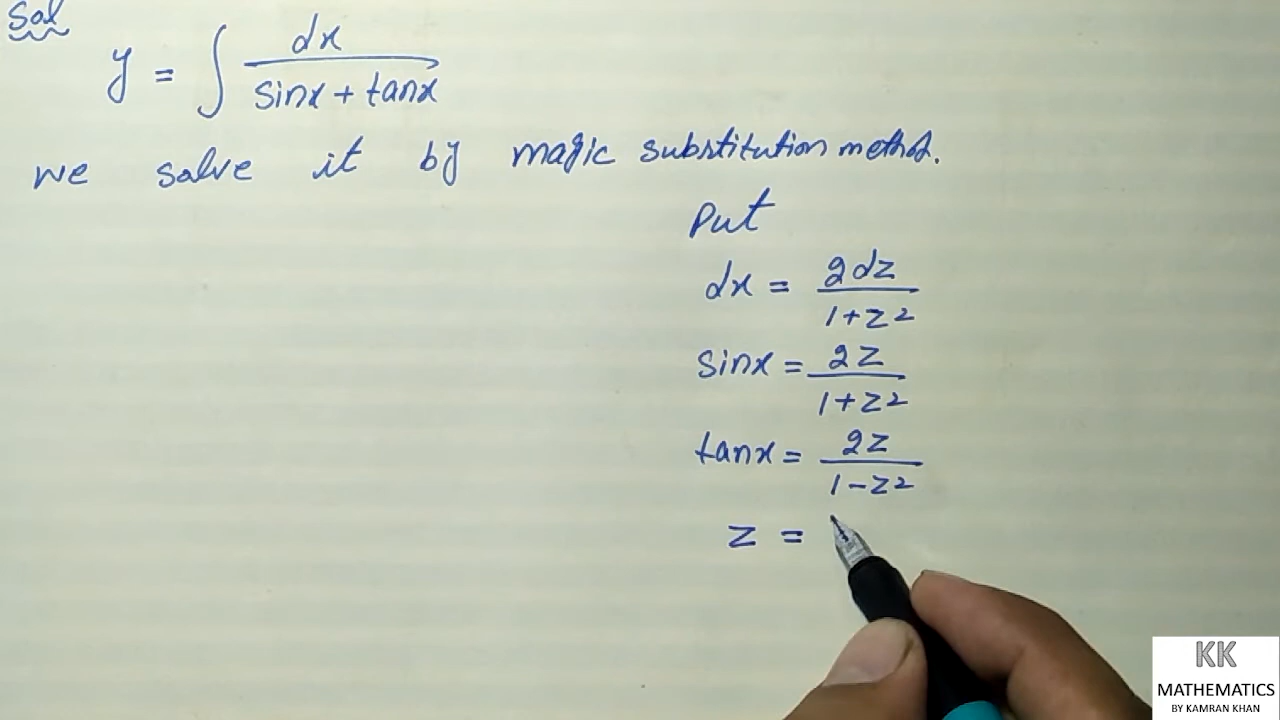 Sol
y = ∫ dx / (sinx + tanx)
we solve it by magic substitution method.
Put
dx = 2dz / (1+z²)
sinx = 2z / (1+z²)
tanx = 2z / (1-z²)
z =
KK
MATHEMATICS
BY KAMRAN KHAN